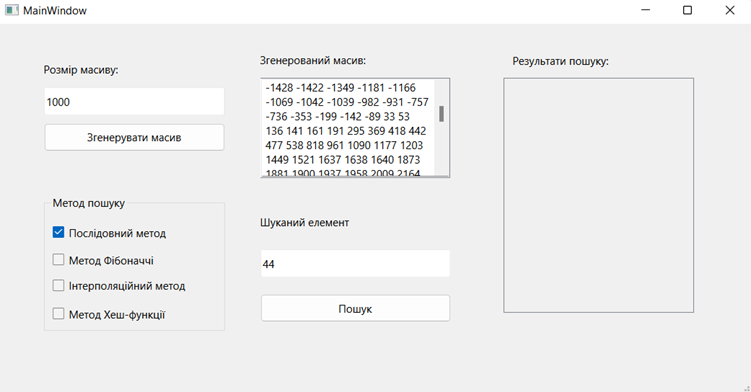 MainWindow
Розмір масиву:
1000
Згенерувати масив
Метод пошуку
Послідовний метод
Метод Фібоначчі
Інтерполяційний метод
Метод Хеш-функції
Згенерований масив:
-1428 -1422 -1349 -1181 -1166
-1069 -1042 -1039 -982 -931 -757
-736 -353 -199 -142 -89 33 53
136 141 161 191 295 369 418 442
477 538 818 961 1090 1177 1203
1449 1521 1637 1638 1640 1873
1881 1900 1937 1958 2009 2164
Шуканий елемент
44
Пошук
Результати пошуку: